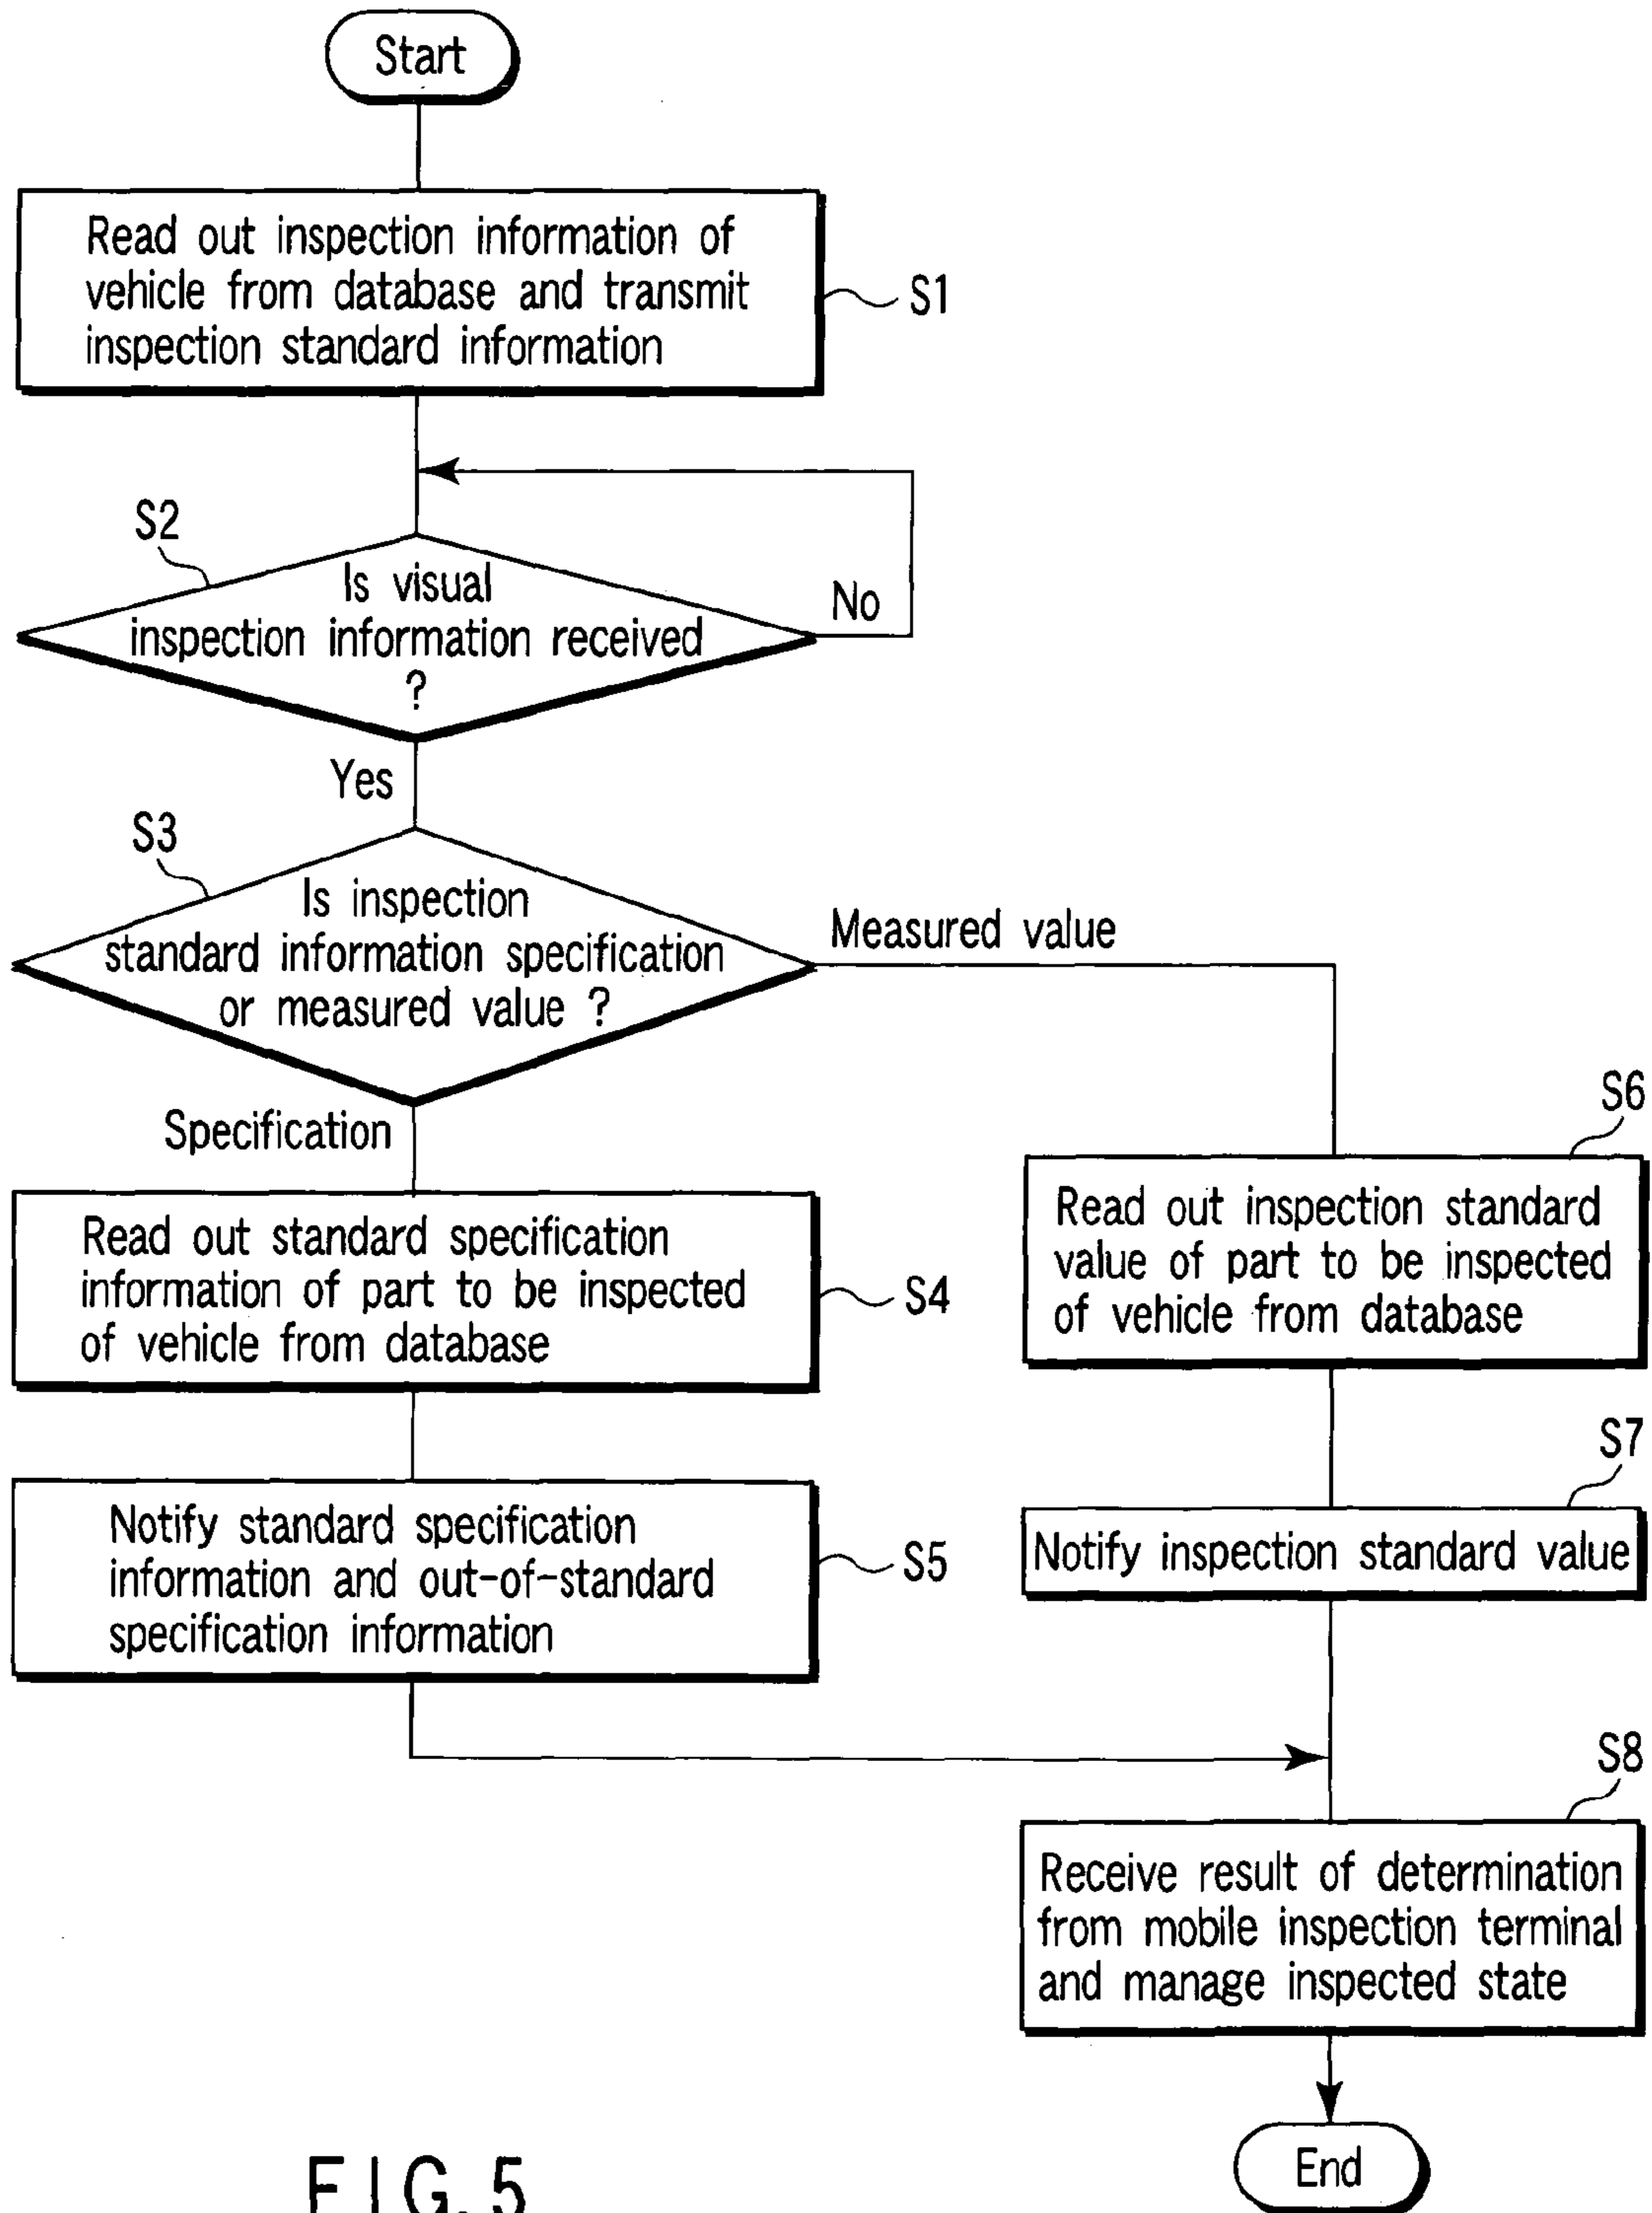 Start
Read out inspection information of
vehicle from database and transmit
inspection standard information
S1
S2
Is visual
inspection information received
?
No
Yes
S3
Is inspection
standard information specification
or measured value ?
Measured value
Specification
S6
Read out standard specification
information of part to be inspected
of vehicle from database
S4
Read out inspection standard
value of part to be inspected
of vehicle from database
S7
Notify standard specification
information and out-of-standard
specification information
S5
Notify inspection standard value
S8
Receive result of determination
from mobile inspection terminal
and manage inspected state
End
FIG. 5